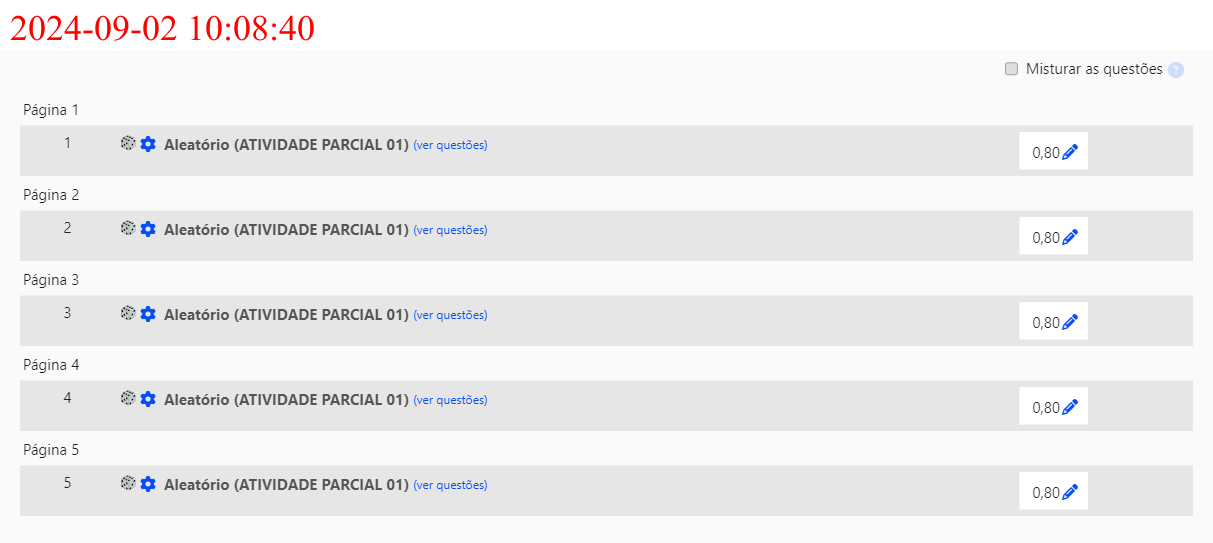 2024-09-02 10:08:40
Misturar as questões ?
Página 1
1 Aleatório (ATIVIDADE PARCIAL 01) (ver questões) 0,80
Página 2
2 Aleatório (ATIVIDADE PARCIAL 01) (ver questões) 0,80
Página 3
3 Aleatório (ATIVIDADE PARCIAL 01) (ver questões) 0,80
Página 4
4 Aleatório (ATIVIDADE PARCIAL 01) (ver questões) 0,80
Página 5
5 Aleatório (ATIVIDADE PARCIAL 01) (ver questões) 0,80